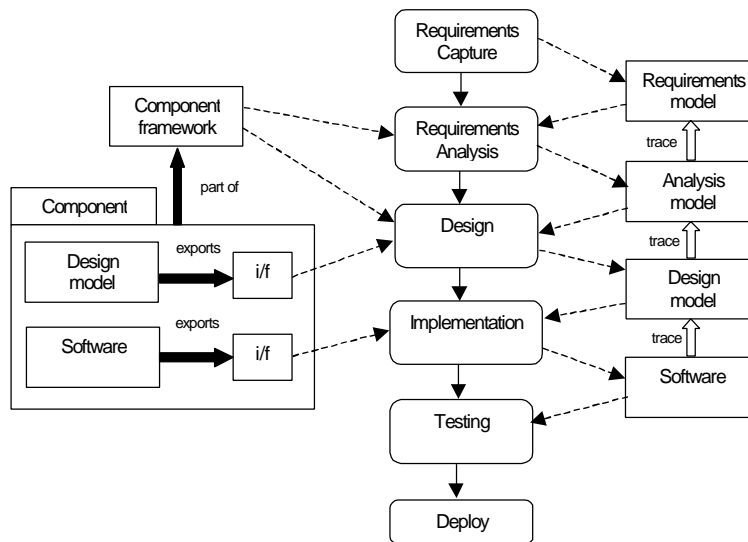 Requirements
Capture
Requirements
model
Component
framework
Requirements
Analysis
trace
part of
Analysis
model
Component
Design
exports
trace
Design
model
i/f
Design
model
exports
Implementation
trace
Software
i/f
Software
Testing
Deploy